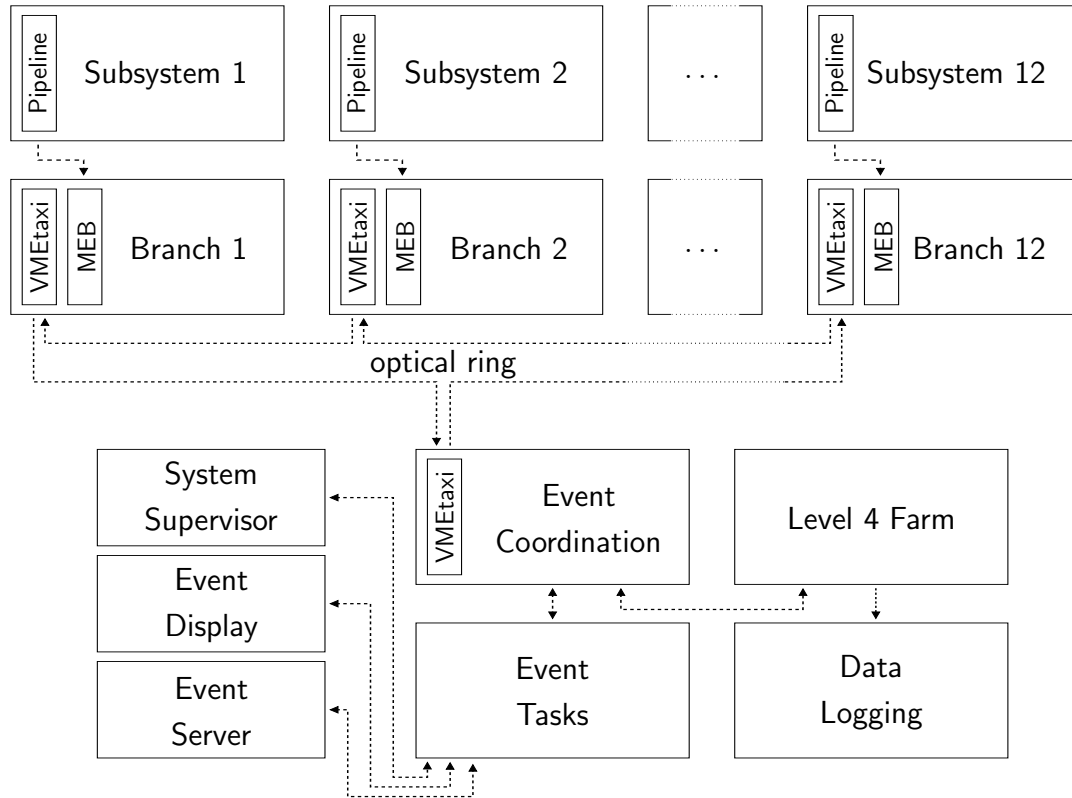 Pipeline
Subsystem 1
Pipeline
Subsystem 2
...
Pipeline
Subsystem 12
VMEtaxi
MEB
Branch 1
VMEtaxi
MEB
Branch 2
...
VMEtaxi
MEB
Branch 12
optical ring
System
Supervisor
VMEtaxi
Event
Coordination
Level 4 Farm
Event
Display
Event
Server
Event
Tasks
Data
Logging